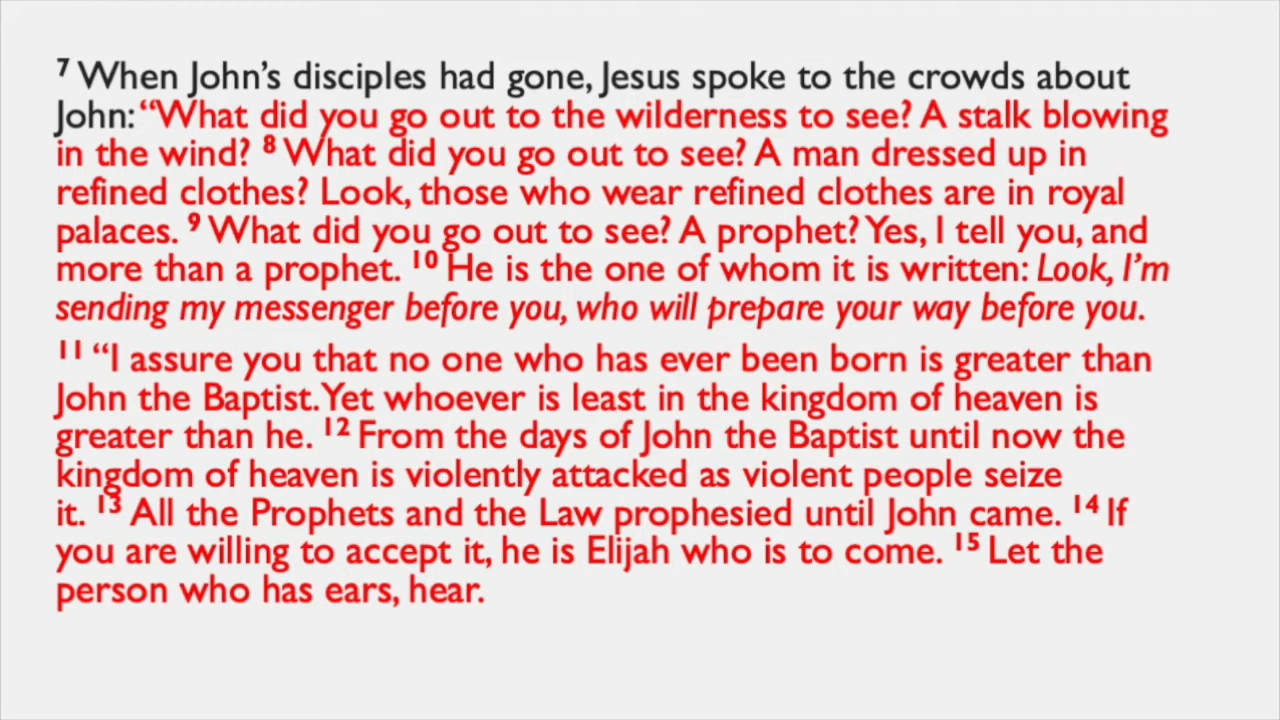 7 When John’s disciples had gone, Jesus spoke to the crowds about
John: “What did you go out to the wilderness to see? A stalk blowing
in the wind? 8 What did you go out to see? A man dressed up in
refined clothes? Look, those who wear refined clothes are in royal
palaces. 9 What did you go out to see? A prophet? Yes, I tell you, and
more than a prophet. 10 He is the one of whom it is written: Look, I’m
sending my messenger before you, who will prepare your way before you.
11 “I assure you that no one who has ever been born is greater than
John the Baptist. Yet whoever is least in the kingdom of heaven is
greater than he. 12 From the days of John the Baptist until now the
kingdom of heaven is violently attacked as violent people seize
it. 13 All the Prophets and the Law prophesied until John came. 14 If
you are willing to accept it, he is Elijah who is to come. 15 Let the
person who has ears, hear.